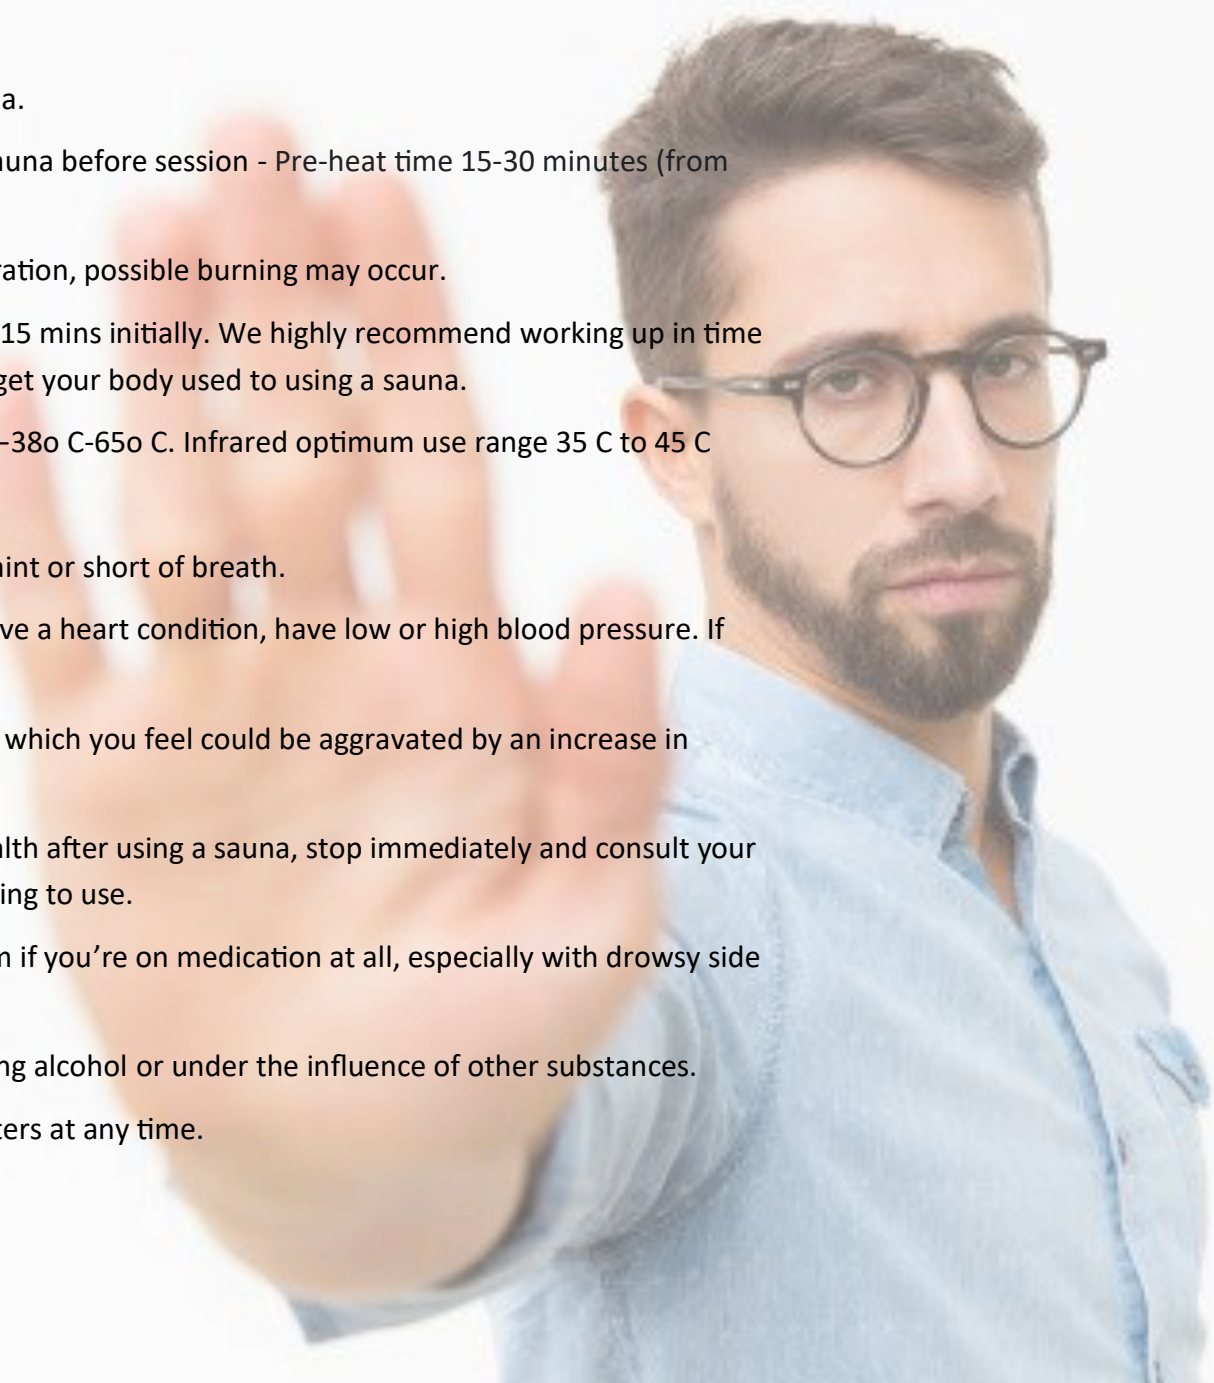 a.
auna before session - Pre-heat time 15-30 minutes (from
ration, possible burning may occur.
15 mins initially. We highly recommend working up in time
get your body used to using a sauna.
-38o C-65o C. Infrared optimum use range 35 C to 45 C
aint or short of breath.
ve a heart condition, have low or high blood pressure. If
which you feel could be aggravated by an increase in
alth after using a sauna, stop immediately and consult your
ing to use.
n if you’re on medication at all, especially with drowsy side
ng alcohol or under the influence of other substances.
ters at any time.